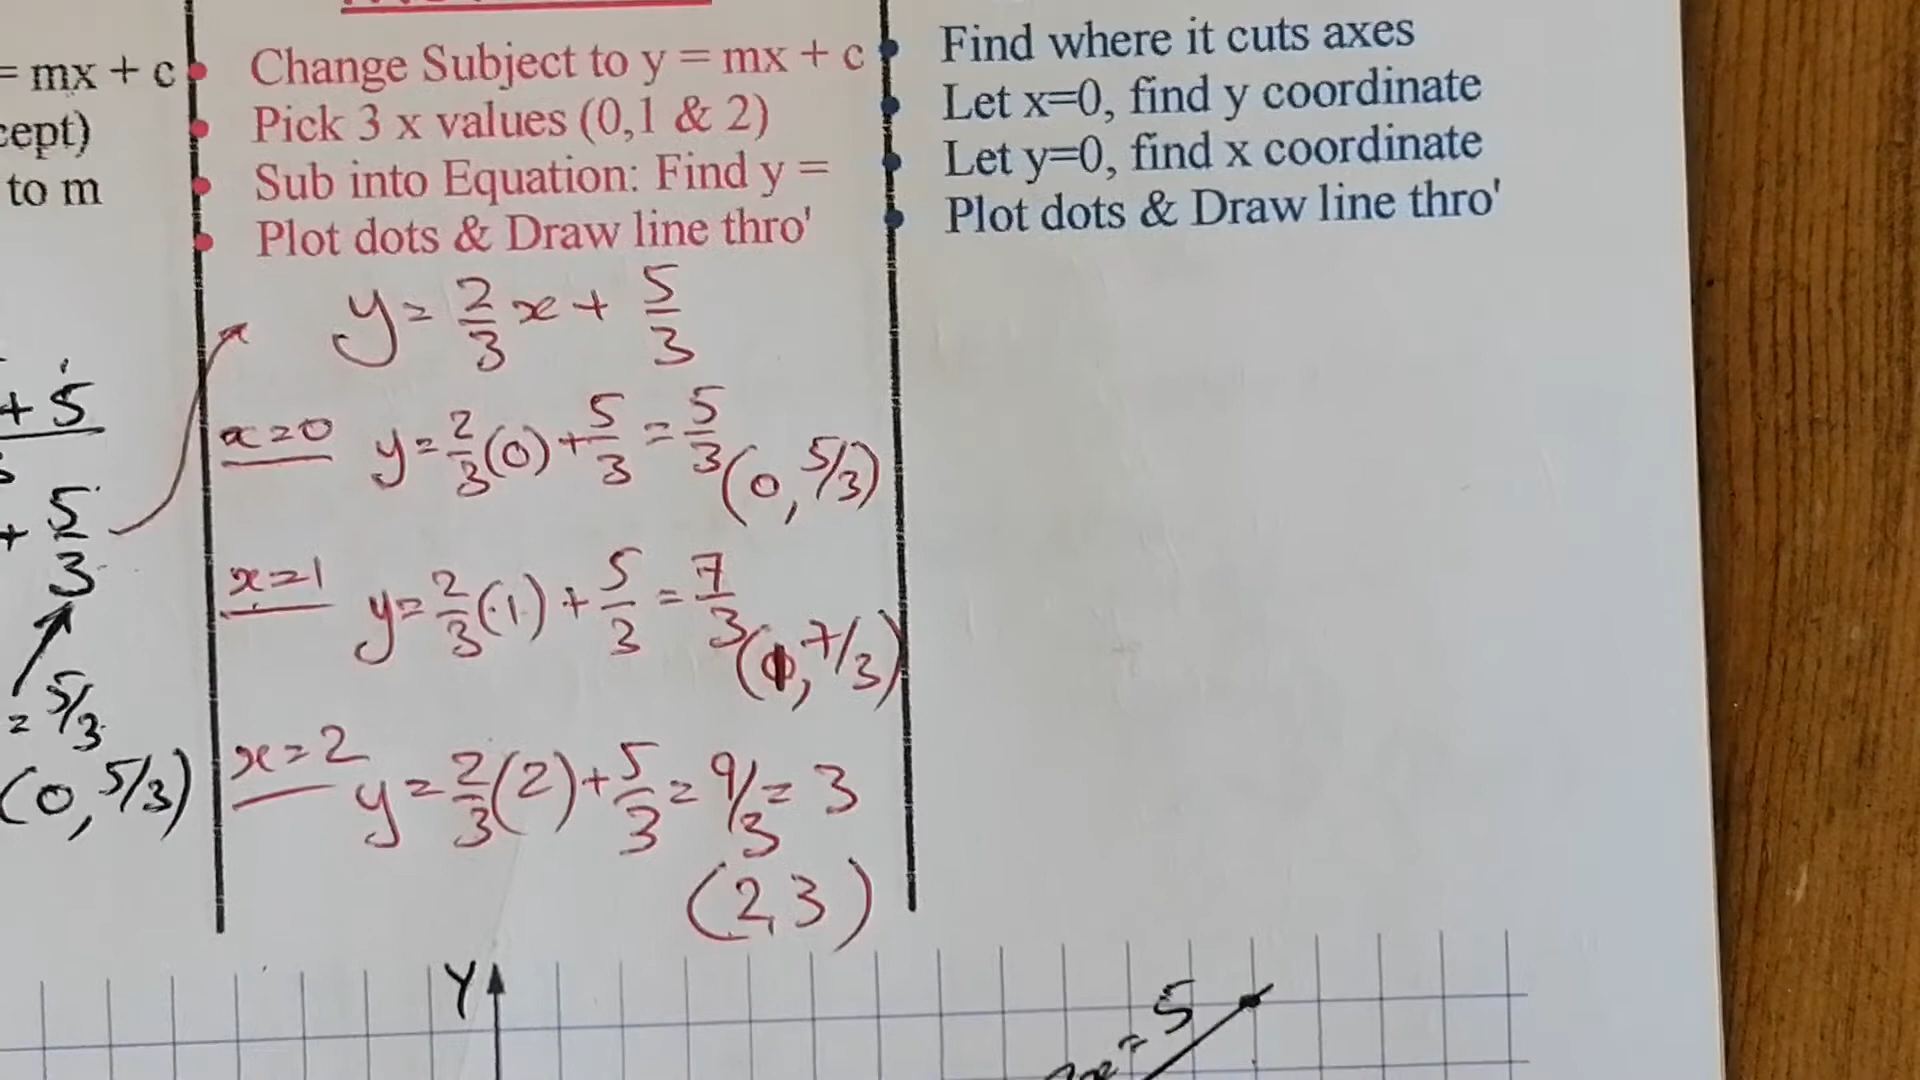 = mx + c
cept)
to m
+ 5
+ 5/3
= 5/3
(0, 5/3)
• Change Subject to y = mx + c
• Pick 3 x values (0,1 & 2)
• Sub into Equation: Find y =
• Plot dots & Draw line thro'
y = 2/3 x + 5/3
x=0 y = 2/3 (0) + 5/3 = 5/3 (0, 5/3)
x=1 y = 2/3 (1) + 5/3 = 7/3 (1, 7/3)
x=2 y = 2/3 (2) + 5/3 = 9/3 = 3
(2, 3)
• Find where it cuts axes
• Let x=0, find y coordinate
• Let y=0, find x coordinate
• Plot dots & Draw line thro'
Y
= 5